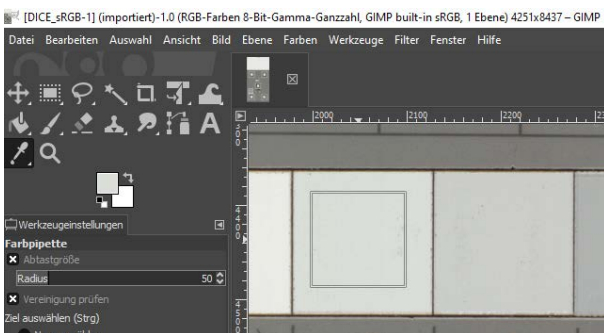 [DICE_sRGB-1] (importiert)-1.0 (RGB-Farben 8-Bit-Gamma-Ganzzahl, GIMP built-in sRGB, 1 Ebene) 4251x8437 – GIMP
Datei Bearbeiten Auswahl Ansicht Bild Ebene Farben Werkzeuge Filter Fenster Hilfe
2000 2100 2200
Werkzeugeinstellungen
Farbpipette
Abtastgröße
Radius 50
Vereinigung prüfen
Ziel auswählen (Strg)